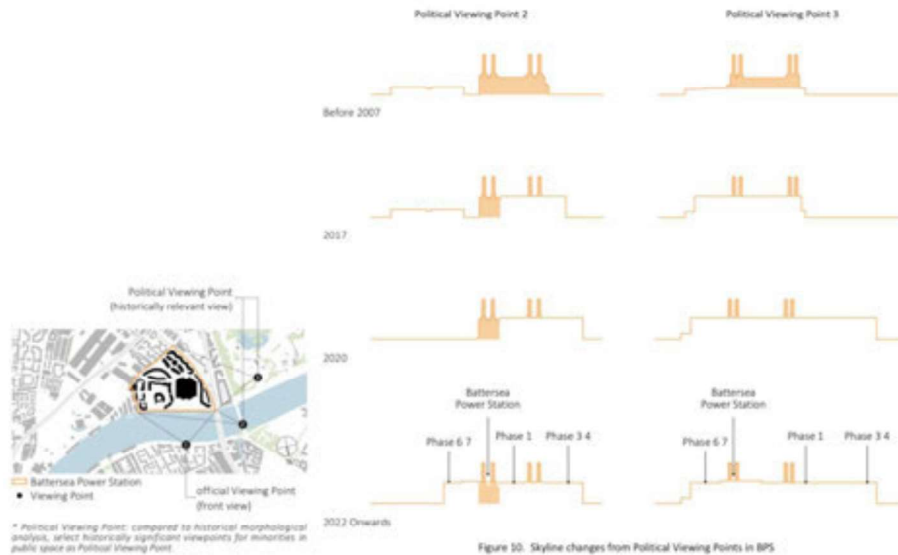 Political Viewing Point 2
Political Viewing Point 3
Before 2007
2017
2020
Political Viewing Point
(historically relevant view)
Battersea Power Station
Viewing Point
official Viewing Point
(front view)
* Political Viewing Point: compared to historical morphological
analysis, select historically significant viewpoints for minorities in
public space as Political Viewing Point.
Battersea
Power Station
Phase 6 7
Phase 1
Phase 3 4
Battersea
Power Station
Phase 6 7
Phase 1
Phase 3 4
2022 Onwards
Figure 10. Skyline changes from Political Viewing Points in BPS